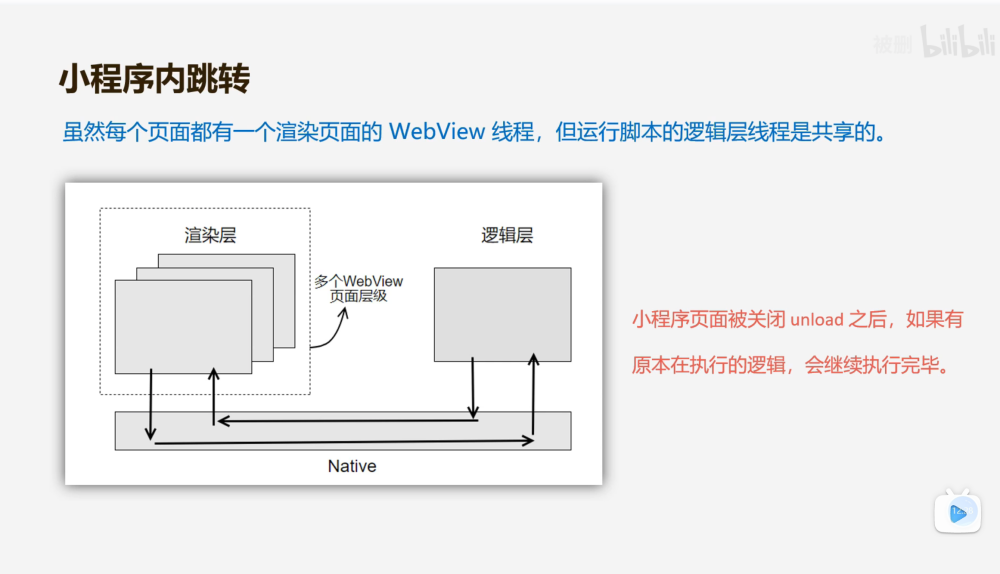 被删 bilibili
小程序内跳转
虽然每个页面都有一个渲染页面的 WebView 线程，但运行脚本的逻辑层线程是共享的。
渲染层
逻辑层
多个WebView
页面层级
小程序页面被关闭 unload 之后，如果有
原本在执行的逻辑，会继续执行完毕。
Native